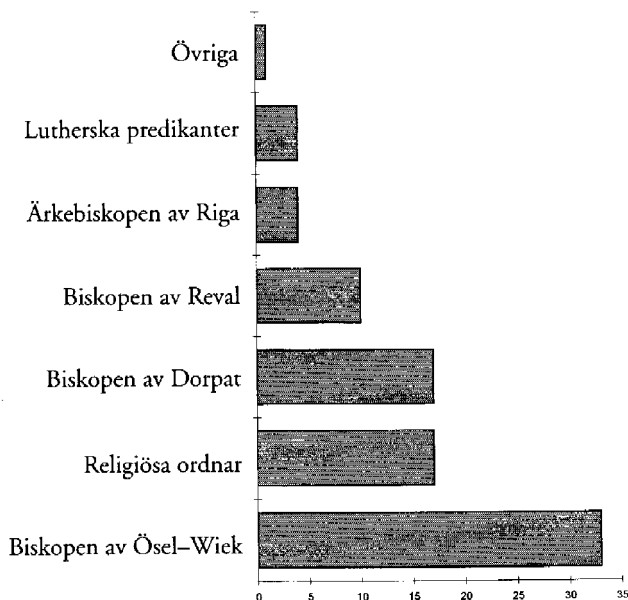 Övriga
Lutherska predikanter
Ärkebiskopen av Riga
Biskopen av Reval
Biskopen av Dorpat
Religiösa ordnar
Biskopen av Ösel–Wiek
0 5 10 15 20 25 30 35